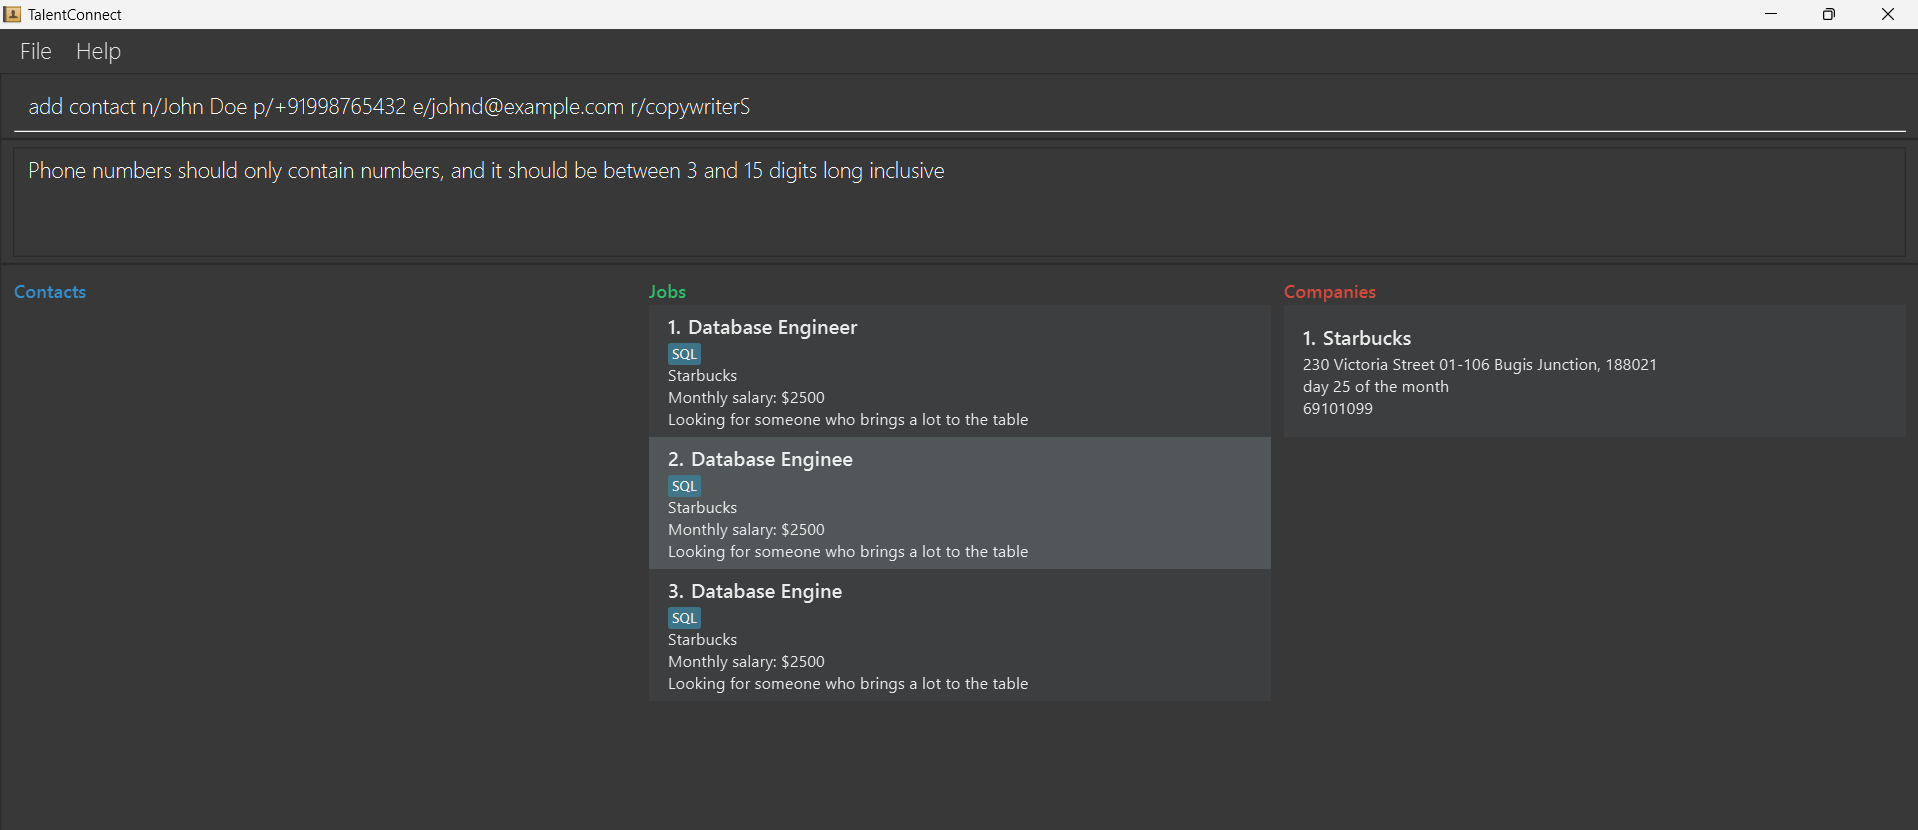 TalentConnect
File Help
add contact n/John Doe p/+91998765432 e/johnd@example.com r/copywriterS
Phone numbers should only contain numbers, and it should be between 3 and 15 digits long inclusive
Contacts
Jobs
1. Database Engineer
SQL
Starbucks
Monthly salary: $2500
Looking for someone who brings a lot to the table
2. Database Enginee
SQL
Starbucks
Monthly salary: $2500
Looking for someone who brings a lot to the table
3. Database Engine
SQL
Starbucks
Monthly salary: $2500
Looking for someone who brings a lot to the table
Companies
1. Starbucks
230 Victoria Street 01-106 Bugis Junction, 188021
day 25 of the month
69101099